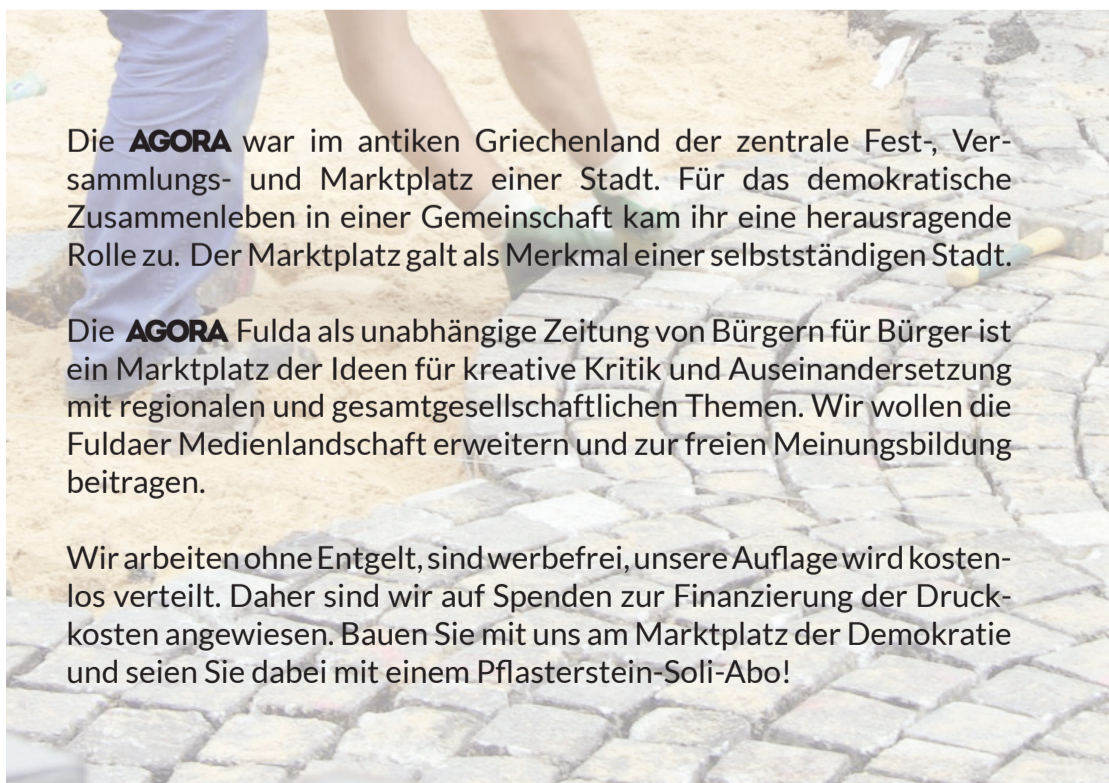 Die AGORA war im antiken Griechenland der zentrale Fest-, Ver-
sammlungs- und Marktplatz einer Stadt. Für das demokratische
Zusammenleben in einer Gemeinschaft kam ihr eine herausragende
Rolle zu. Der Marktplatz galt als Merkmal einer selbstständigen Stadt.
Die AGORA Fulda als unabhängige Zeitung von Bürgern für Bürger ist
ein Marktplatz der Ideen für kreative Kritik und Auseinandersetzung
mit regionalen und gesamtgesellschaftlichen Themen. Wir wollen die
Fuldaer Medienlandschaft erweitern und zur freien Meinungsbildung
beitragen.
Wir arbeiten ohne Entgelt, sind werbefrei, unsere Auflage wird kosten-
los verteilt. Daher sind wir auf Spenden zur Finanzierung der Druck-
kosten angewiesen. Bauen Sie mit uns am Marktplatz der Demokratie
und seien Sie dabei mit einem Pflasterstein-Soli-Abo!